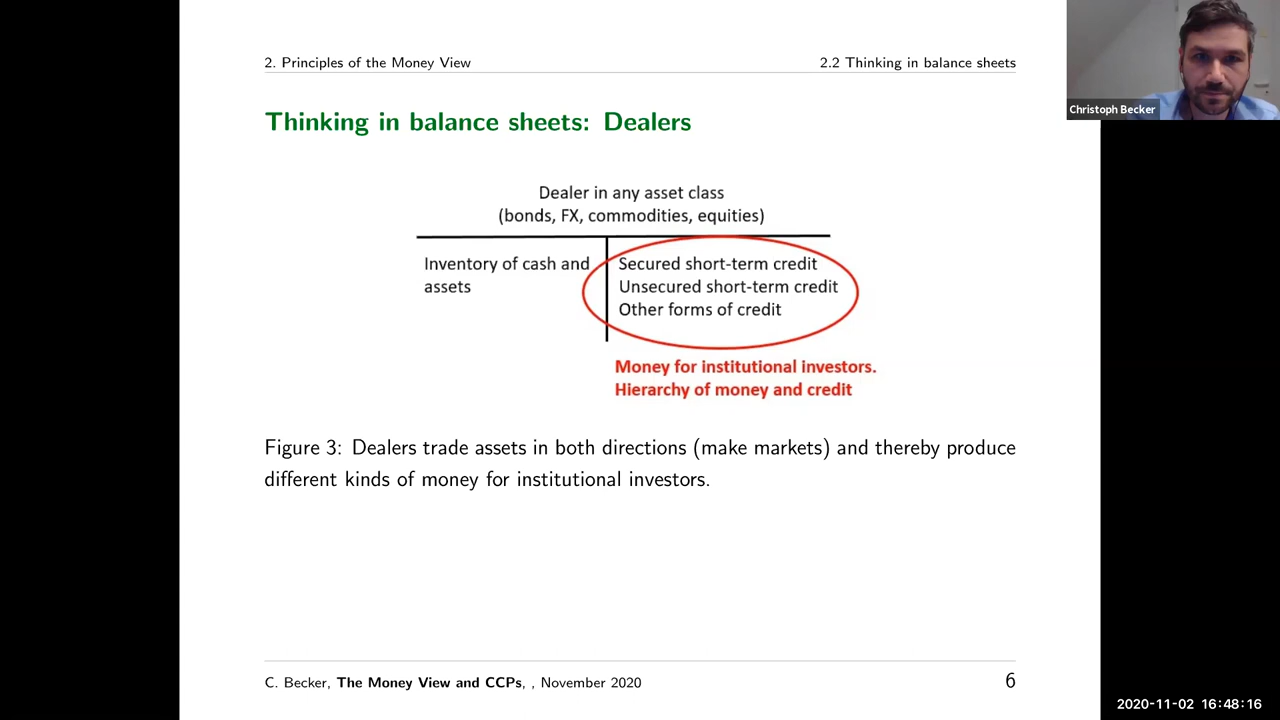 2. Principles of the Money View
2.2 Thinking in balance sheets
Christoph Becker
Thinking in balance sheets: Dealers
Dealer in any asset class
(bonds, FX, commodities, equities)
Inventory of cash and
assets
Secured short-term credit
Unsecured short-term credit
Other forms of credit
Money for institutional investors.
Hierarchy of money and credit
Figure 3: Dealers trade assets in both directions (make markets) and thereby produce
different kinds of money for institutional investors.
C. Becker, The Money View and CCPs, , November 2020
6
2020-11-02 16:48:16